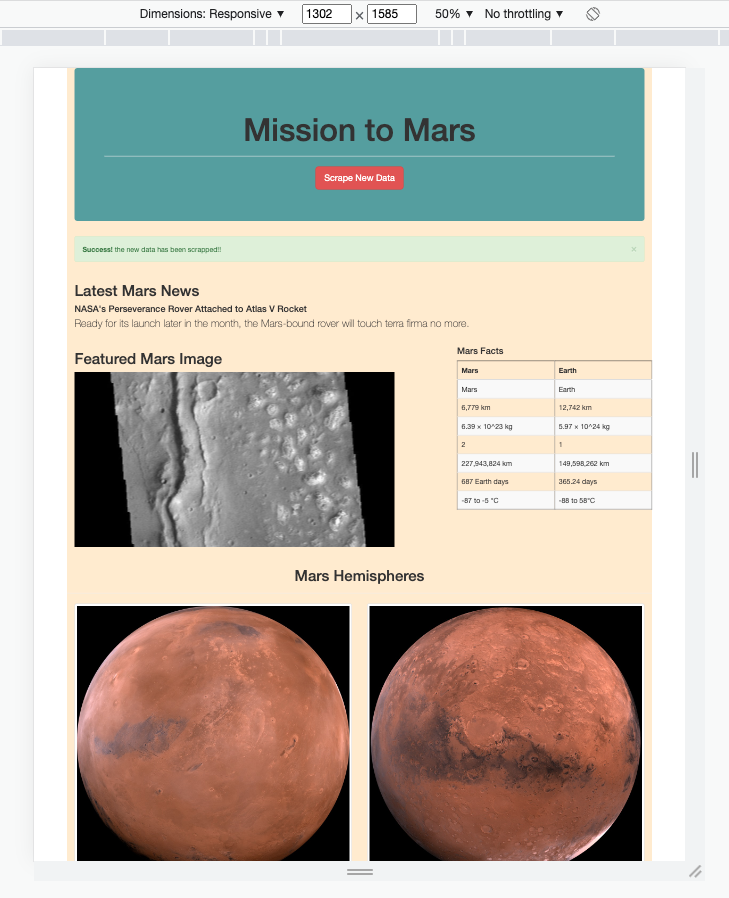 Dimensions: Responsive ▼ 1302 × 1585 50% ▼ No throttling ▼
Mission to Mars
Scrape New Data
Success! the new data has been scrapped!! ×
Latest Mars News
NASA's Perseverance Rover Attached to Atlas V Rocket
Ready for its launch later in the month, the Mars-bound rover will touch terra firma no more.
Featured Mars Image
Mars Facts
Mars Earth
Mars Earth
6,779 km 12,742 km
6.39 × 10^23 kg 5.97 × 10^24 kg
2 1
227,943,824 km 149,598,262 km
687 Earth days 365.24 days
-87 to -5 °C -88 to 58°C
Mars Hemispheres